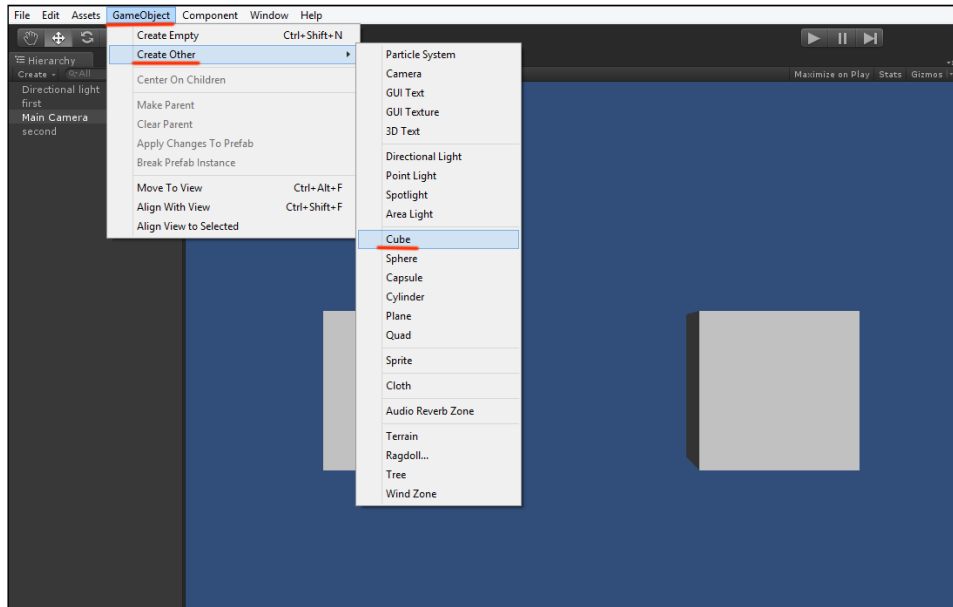 File Edit Assets GameObject Component Window Help
Create Empty Ctrl+Shift+N
Create Other
Center On Children
Make Parent
Clear Parent
Apply Changes To Prefab
Break Prefab Instance
Move To View Ctrl+Alt+F
Align With View Ctrl+Shift+F
Align View to Selected
Particle System
Camera
GUI Text
GUI Texture
3D Text
Directional Light
Point Light
Spotlight
Area Light
Cube
Sphere
Capsule
Cylinder
Plane
Quad
Sprite
Cloth
Audio Reverb Zone
Terrain
Ragdoll...
Tree
Wind Zone
Hierarchy
Create All
Directional light
first
Main Camera
second
Maximize on Play Stats Gizmos